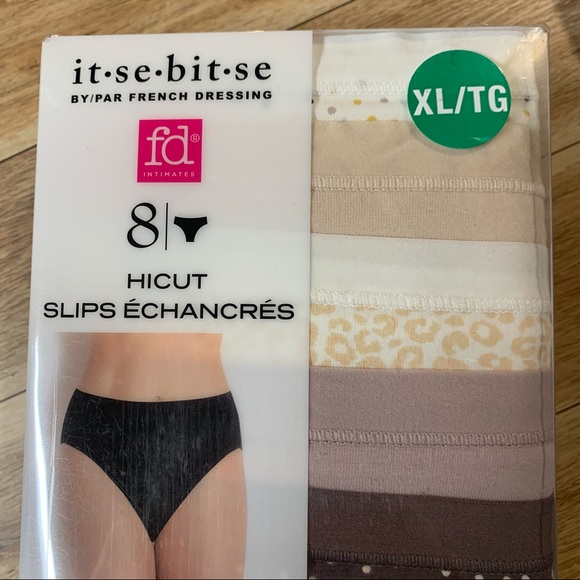 it·se·bit·se
BY/PAR FRENCH DRESSING
fd®
INTIMATES
8
HICUT
SLIPS ÉCHANCRÉS
XL/TG